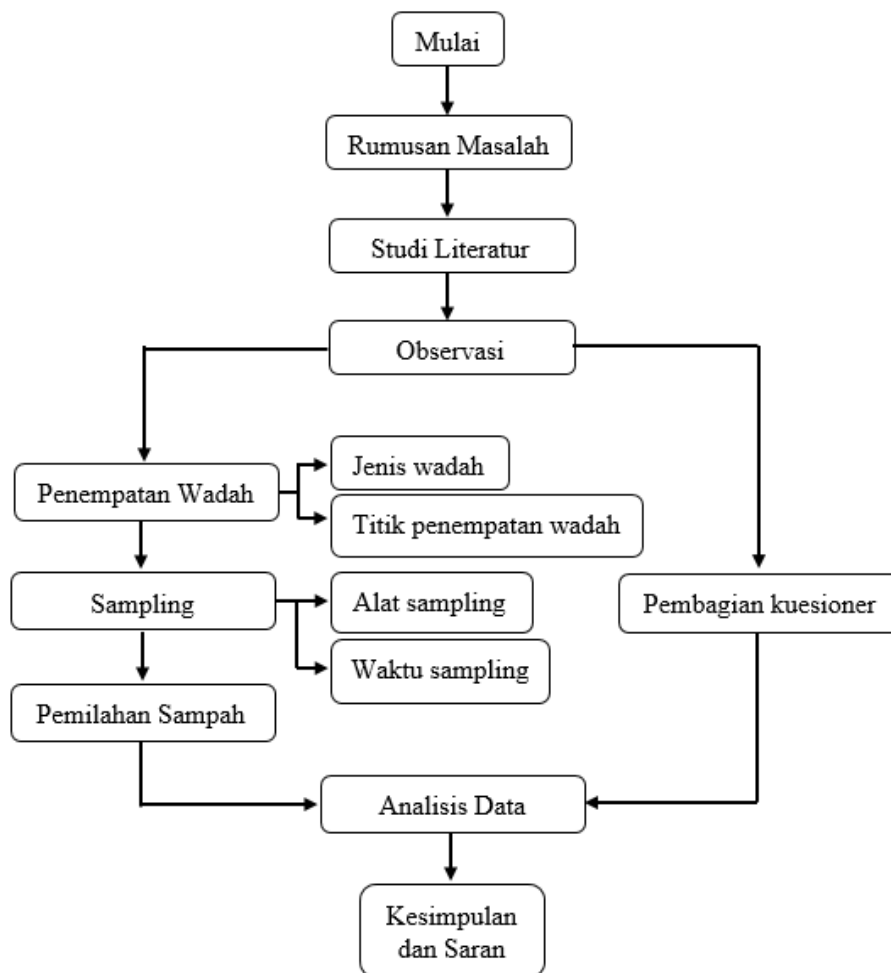 Mulai
Rumusan Masalah
Studi Literatur
Observasi
Penempatan Wadah
Jenis wadah
Titik penempatan wadah
Sampling
Alat sampling
Waktu sampling
Pembagian kuesioner
Pemilahan Sampah
Analisis Data
Kesimpulan
dan Saran